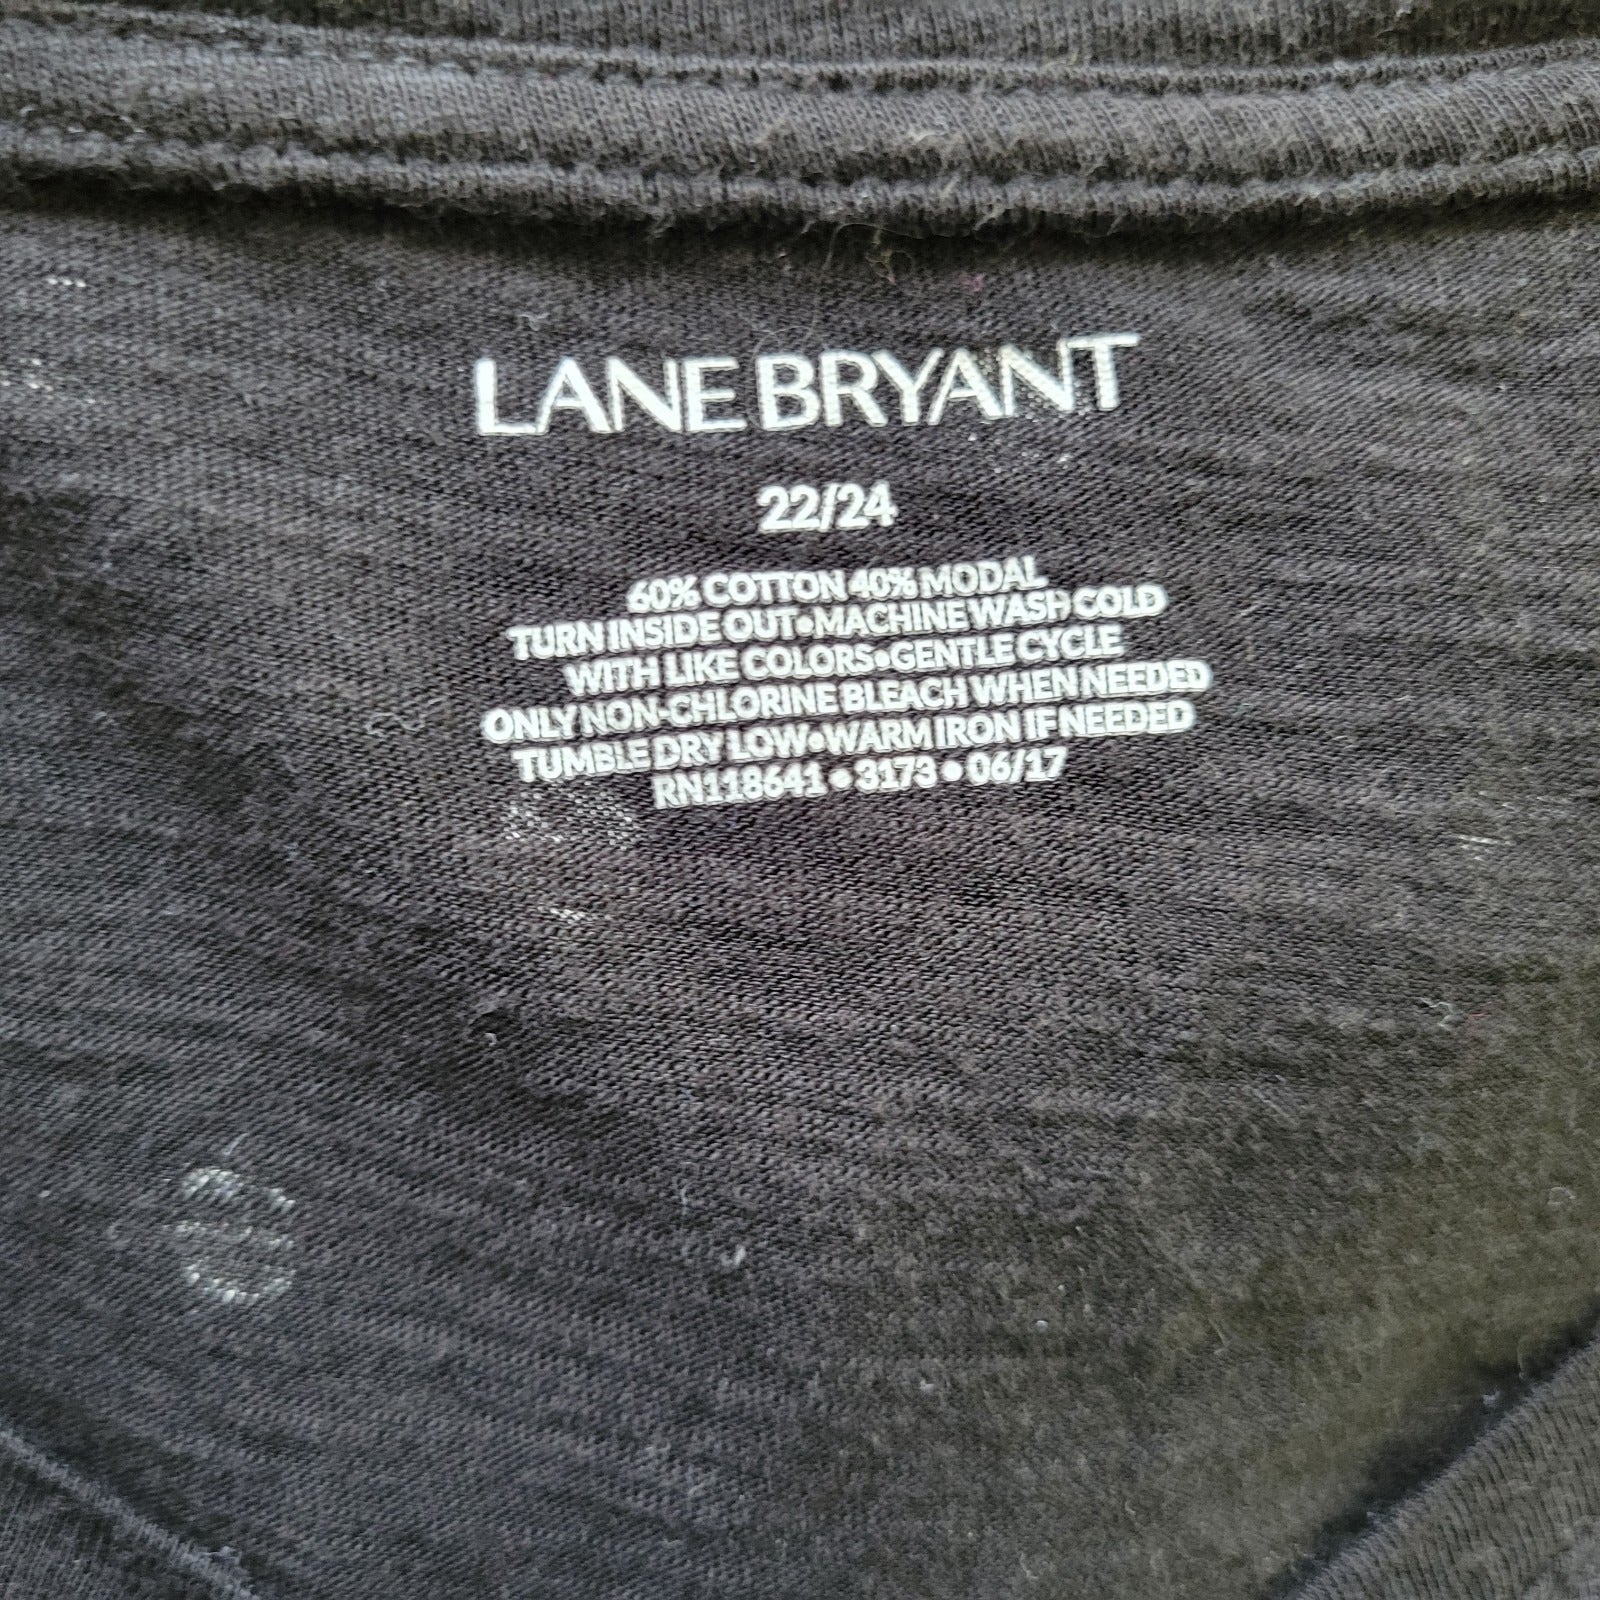 LANE BRYANT
22/24
60% COTTON 40% MODAL
TURN INSIDE OUT•MACHINE WASH COLD
WITH LIKE COLORS•GENTLE CYCLE
ONLY NON-CHLORINE BLEACH WHEN NEEDED
TUMBLE DRY LOW•WARM IRON IF NEEDED
RN118641 • 3173 • 06/17